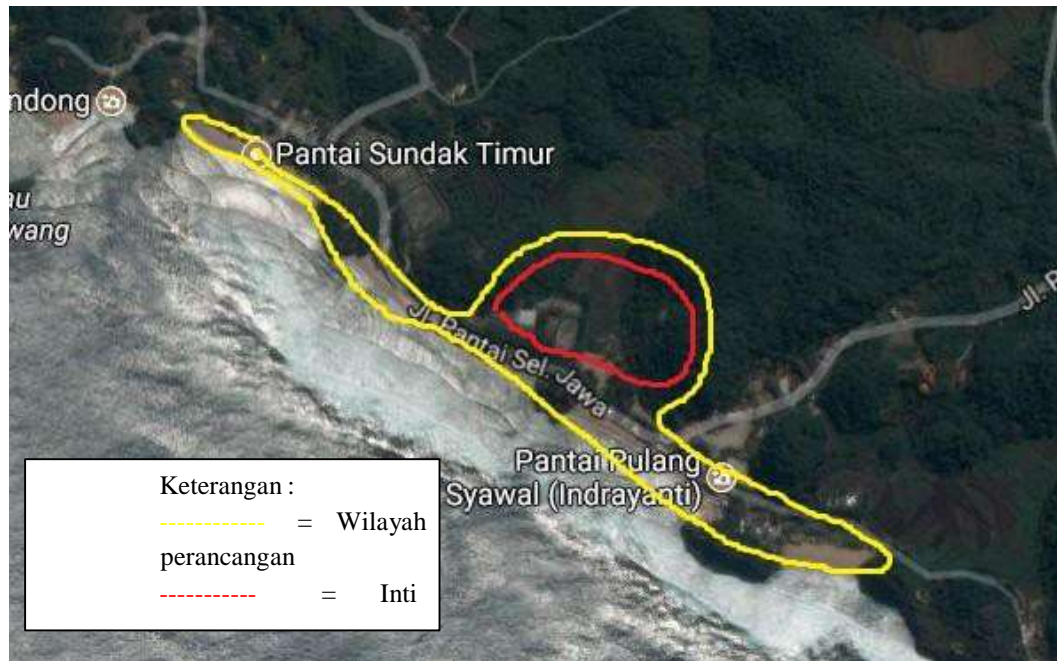 ndong
Pantai Sundak Timur
au
wang
Jl. Pantai Sel. Jawa
Jl. P
Pantai Pulang
Syawal (Indrayanti)
Keterangan :
------------ = Wilayah
perancangan
----------- = Inti